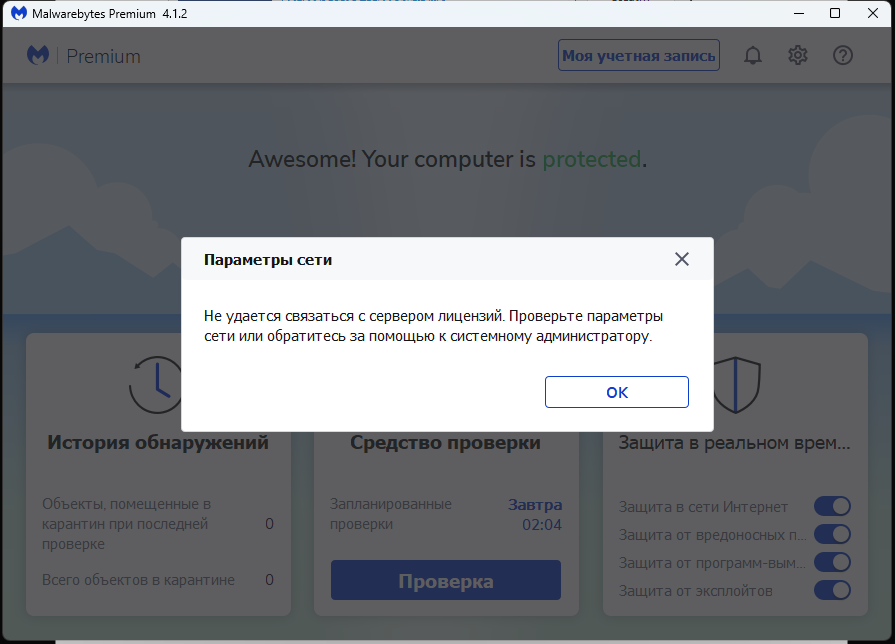 Malwarebytes Premium 4.1.2
Premium
Моя учетная запись
Awesome! Your computer is protected.
Параметры сети
Не удается связаться с сервером лицензий. Проверьте параметры
сети или обратитесь за помощью к системному администратору.
OK
История обнаружений
Объекты, помещенные в
карантин при последней
проверке
0
Всего объектов в карантине 0
Средство проверки
Запланированные
проверки
Завтра
02:04
Проверка
Защита в реальном врем...
Защита в сети Интернет
Защита от вредоносных п...
Защита от программ-вым...
Защита от эксплойтов